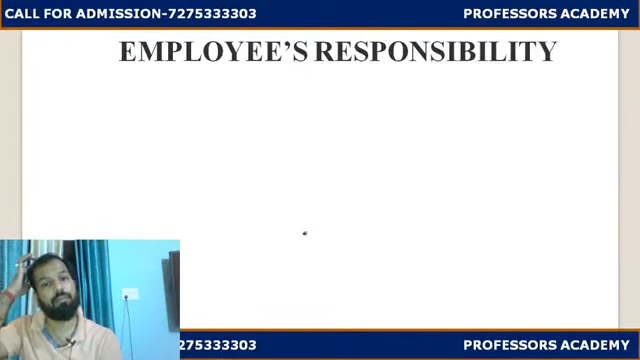 CALL FOR ADMISSION-7275333303 PROFESSORS ACADEMY
EMPLOYEE’S RESPONSIBILITY
7275333303 PROFESSORS ACADEMY